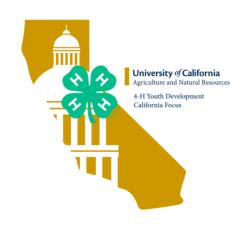 H H
H H
University of California
Agriculture and Natural Resources
4-H Youth Development
California Focus